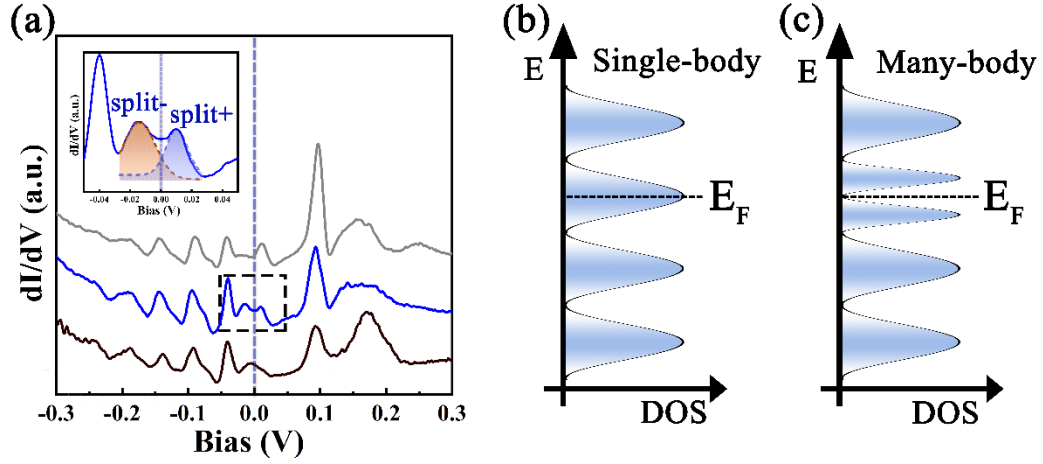 (a)
dI/dV (a.u.)
split-
split+
dI/dV (a.u.)
-0.04 -0.02 0.00 0.02 0.04
Bias (V)
-0.3 -0.2 -0.1 0.0 0.1 0.2 0.3
Bias (V)
(b)
E
Single-body
E_F
DOS
(c)
E
Many-body
E_F
DOS